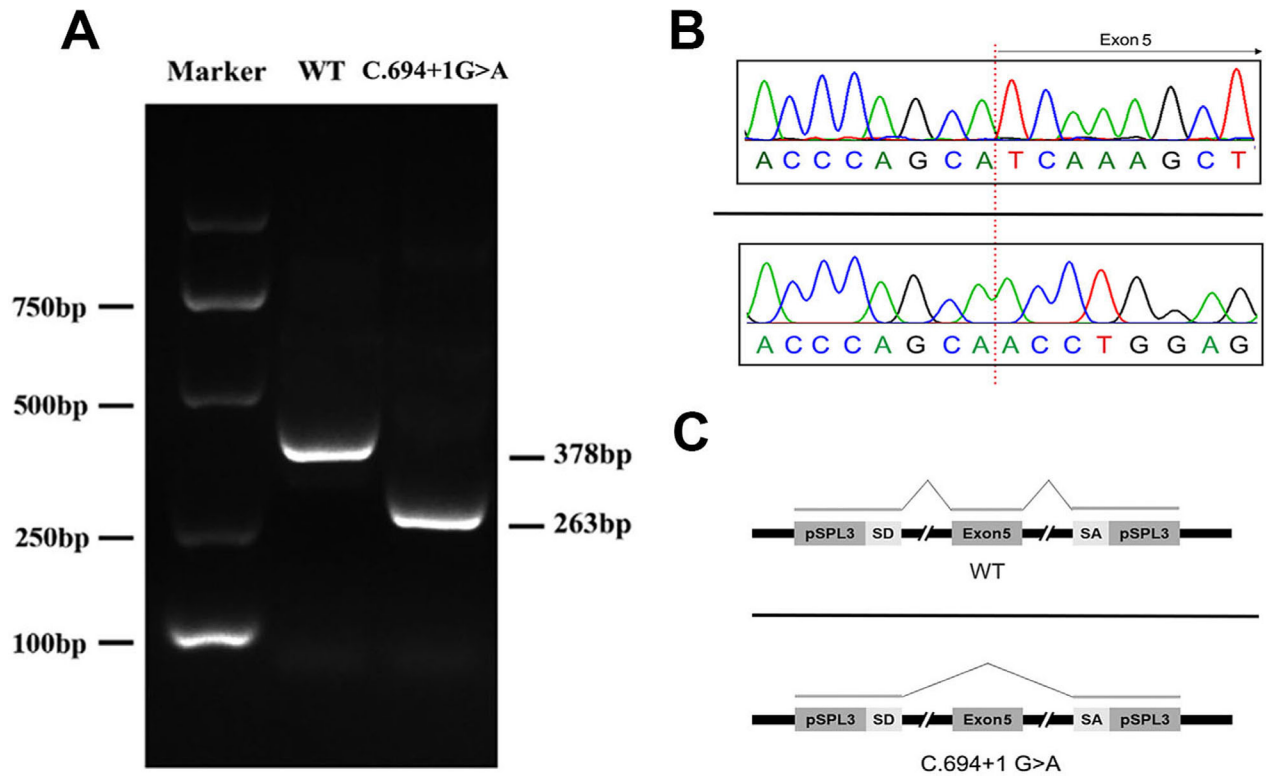 A
Marker WT C.694+1G>A
750bp
500bp
250bp
100bp
378bp
263bp
B
Exon 5
A C C C A G C A T C A A A G C T
A C C C A G C A A C C T G G A G
C
pSPL3 SD Exon5 SA pSPL3
WT
pSPL3 SD Exon5 SA pSPL3
C.694+1 G>A